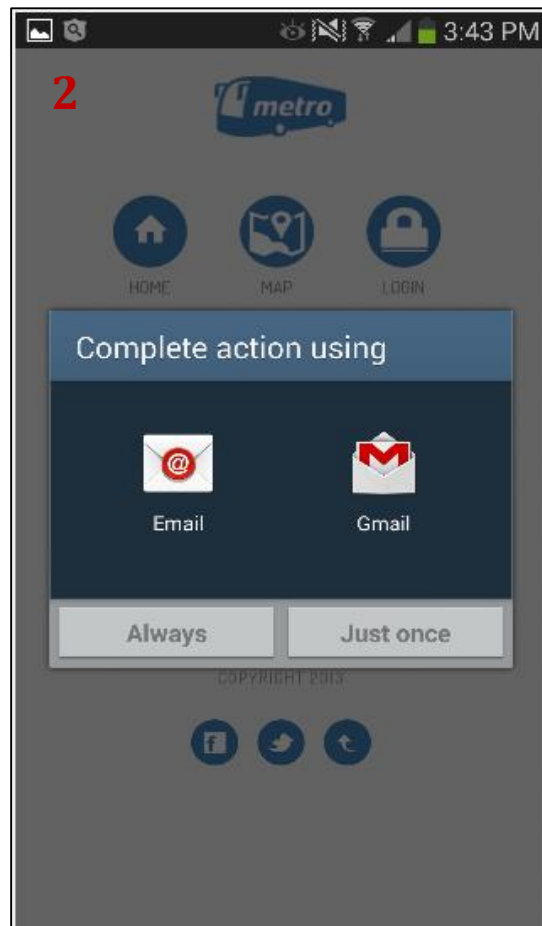 3:43 PM
2
metro
HOME MAP LOGIN
Complete action using
Email Gmail
Always Just once
COPYRIGHT 2013